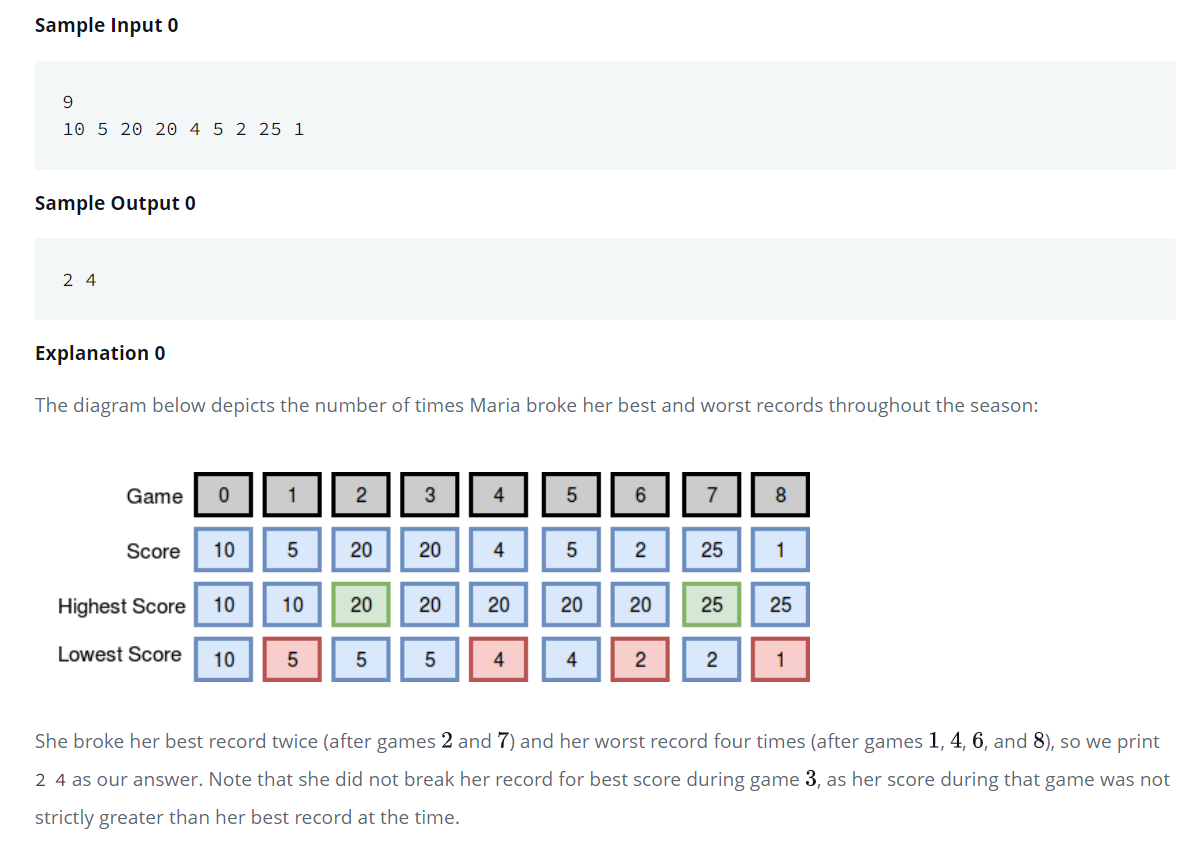 Sample Input 0
9
10 5 20 20 4 5 2 25 1
Sample Output 0
2 4
Explanation 0
The diagram below depicts the number of times Maria broke her best and worst records throughout the season:
Game 0 1 2 3 4 5 6 7 8
Score 10 5 20 20 4 5 2 25 1
Highest Score 10 10 20 20 20 20 20 25 25
Lowest Score 10 5 5 5 4 4 2 2 1
She broke her best record twice (after games 2 and 7) and her worst record four times (after games 1, 4, 6, and 8), so we print
2 4 as our answer. Note that she did not break her record for best score during game 3, as her score during that game was not
strictly greater than her best record at the time.